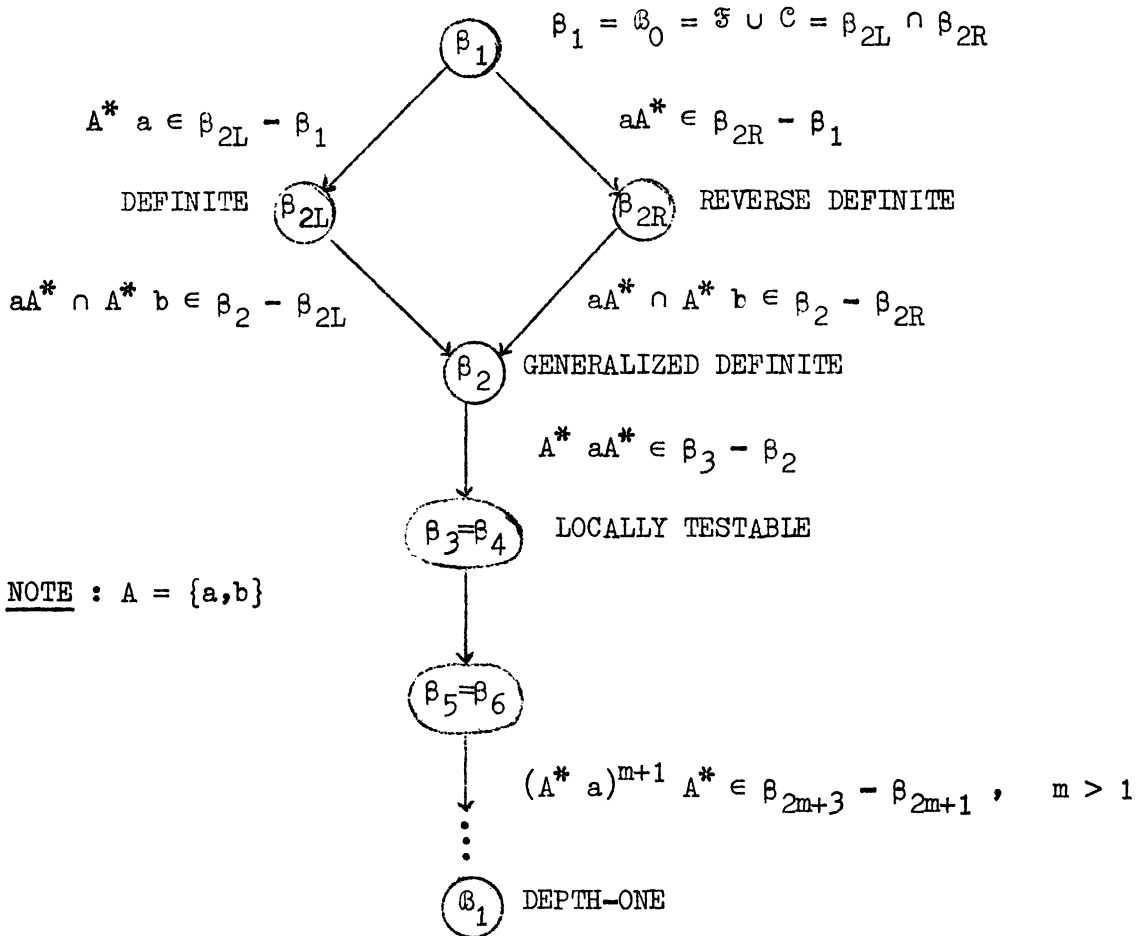 β₁ = 𝓑₀ = 𝓕 ∪ 𝓒 = β₂L ∩ β₂R
β₁
A* a ∈ β₂L − β₁
aA* ∈ β₂R − β₁
DEFINITE
β₂L
β₂R
REVERSE DEFINITE
aA* ∩ A* b ∈ β₂ − β₂L
aA* ∩ A* b ∈ β₂ − β₂R
β₂
GENERALIZED DEFINITE
A* aA* ∈ β₃ − β₂
β₃=β₄
LOCALLY TESTABLE
NOTE : A = {a,b}
β₅=β₆
(A* a)ᵐ⁺¹ A* ∈ β₂ₘ₊₃ − β₂ₘ₊₁ , m > 1
𝓑₁
DEPTH-ONE